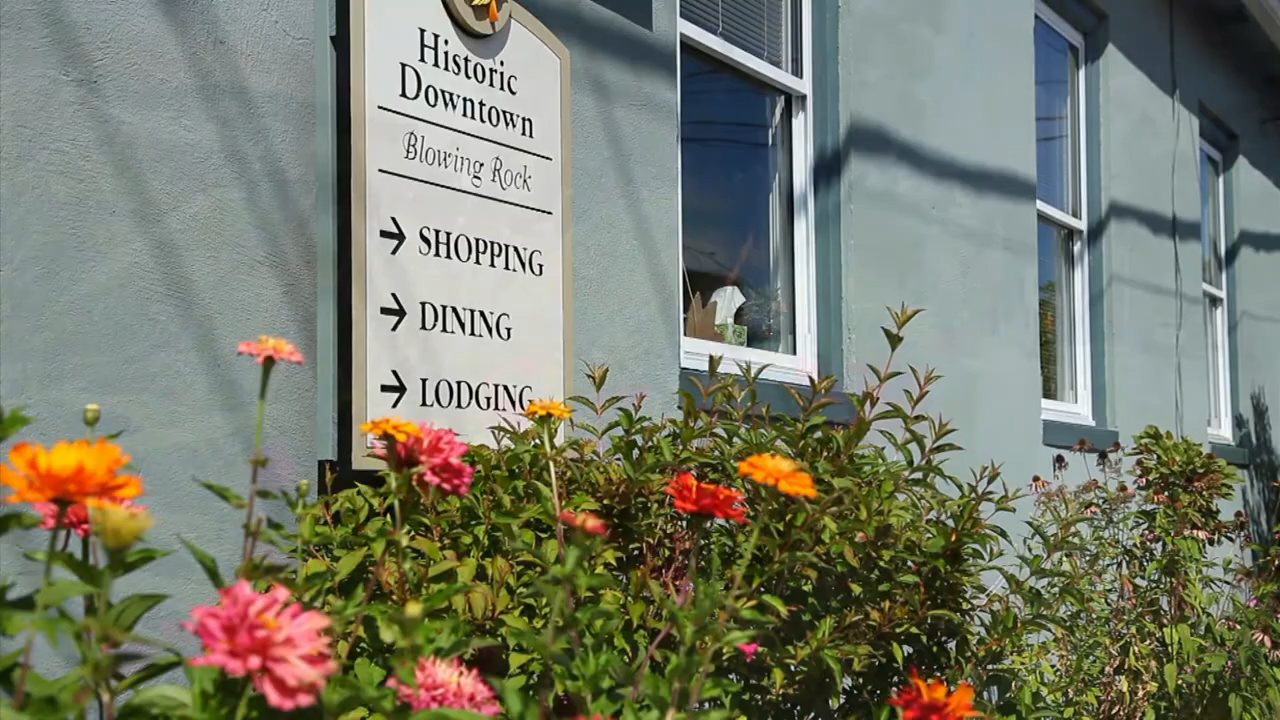 Historic
Downtown
Blowing Rock
→ SHOPPING
→ DINING
→ LODGING